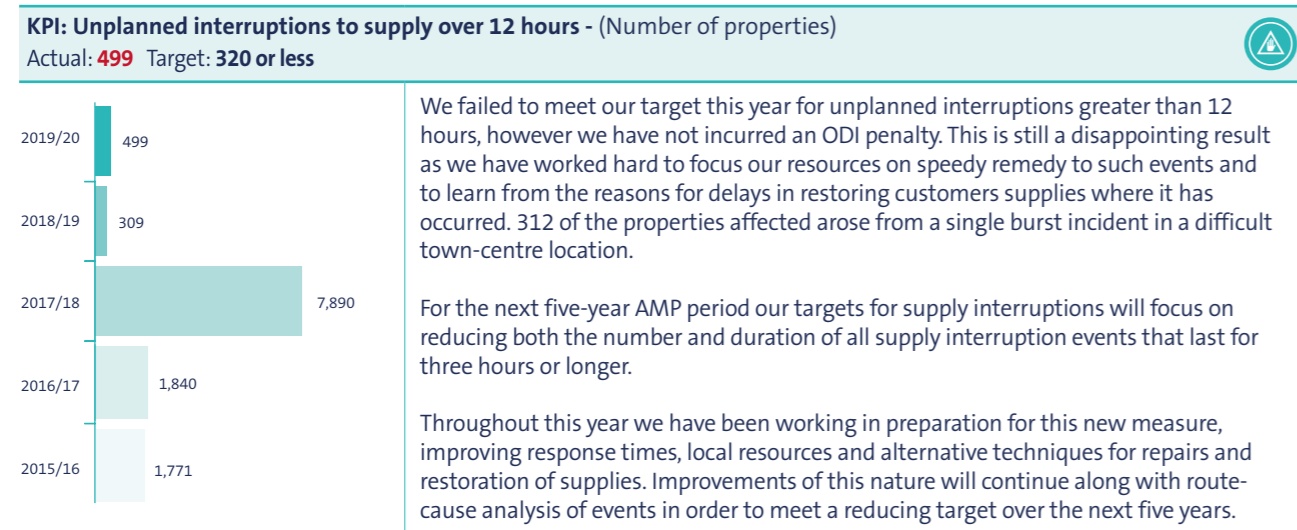 KPI: Unplanned interruptions to supply over 12 hours - (Number of properties)
Actual: 499 Target: 320 or less
2019/20
499
2018/19
309
2017/18
7,890
2016/17
1,840
2015/16
1,771
We failed to meet our target this year for unplanned interruptions greater than 12
hours, however we have not incurred an ODI penalty. This is still a disappointing result
as we have worked hard to focus our resources on speedy remedy to such events and
to learn from the reasons for delays in restoring customers supplies where it has
occurred. 312 of the properties affected arose from a single burst incident in a difficult
town-centre location.
For the next five-year AMP period our targets for supply interruptions will focus on
reducing both the number and duration of all supply interruption events that last for
three hours or longer.
Throughout this year we have been working in preparation for this new measure,
improving response times, local resources and alternative techniques for repairs and
restoration of supplies. Improvements of this nature will continue along with route-
cause analysis of events in order to meet a reducing target over the next five years.